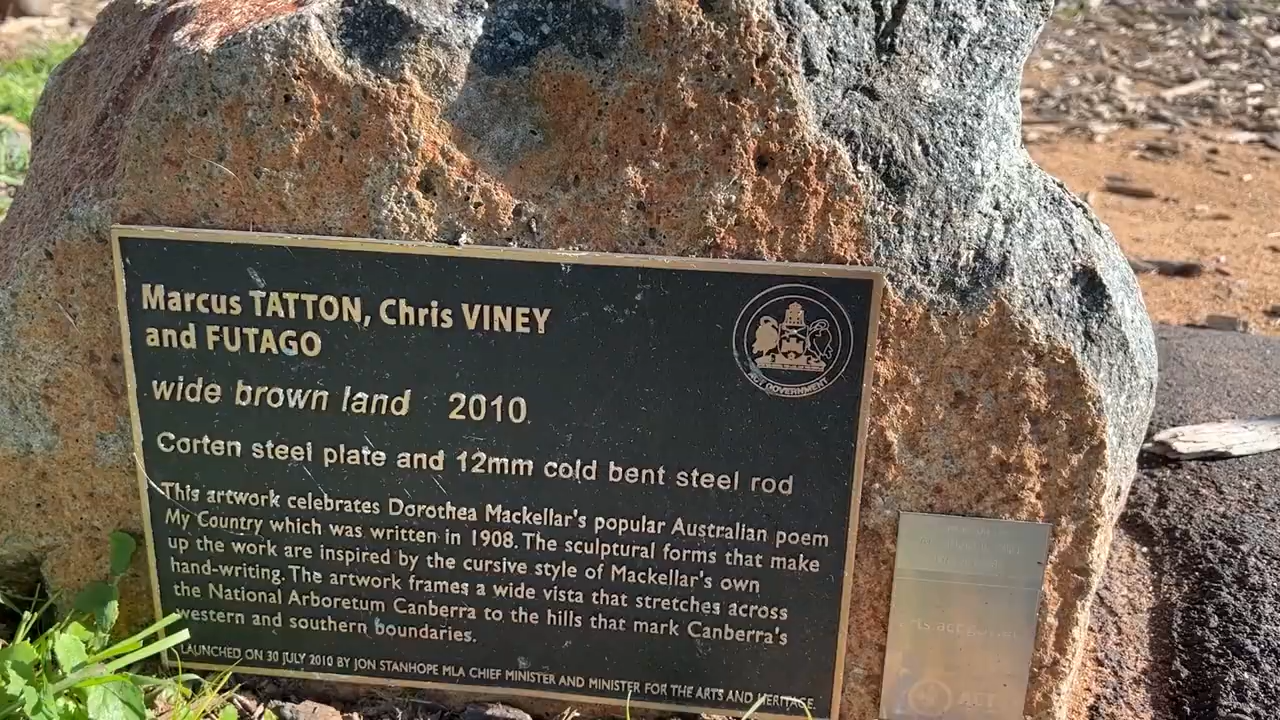 Marcus TATTON, Chris VINEY
and FUTAGO
ACT GOVERNMENT
wide brown land 2010
Corten steel plate and 12mm cold bent steel rod
This artwork celebrates Dorothea Mackellar's popular Australian poem
My Country which was written in 1908. The sculptural forms that make
up the work are inspired by the cursive style of Mackellar's own
hand-writing. The artwork frames a wide vista that stretches across
the National Arboretum Canberra to the hills that mark Canberra's
western and southern boundaries.
LAUNCHED ON 30 JULY 2010 BY JON STANHOPE MLA CHIEF MINISTER AND MINISTER FOR THE ARTS AND HERITAGE.
ACT